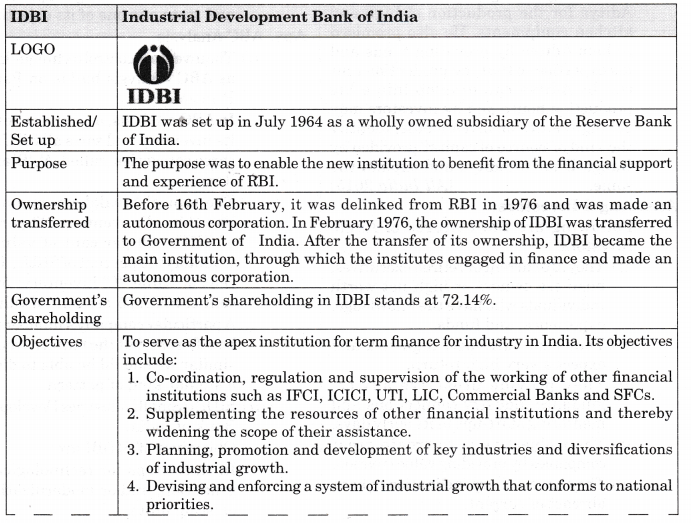 IDBI Industrial Development Bank of India
LOGO
IDBI
Established/ IDBI was set up in July 1964 as a wholly owned subsidiary of the Reserve Bank
Set up of India.
Purpose The purpose was to enable the new institution to benefit from the financial support
and experience of RBI.
Ownership Before 16th February, it was delinked from RBI in 1976 and was made an
transferred autonomous corporation. In February 1976, the ownership of IDBI was transferred
to Government of India. After the transfer of its ownership, IDBI became the
main institution, through which the institutes engaged in finance and made an
autonomous corporation.
Government's Government's shareholding in IDBI stands at 72.14%.
shareholding
Objectives To serve as the apex institution for term finance for industry in India. Its objectives
include:
1. Co-ordination, regulation and supervision of the working of other financial
institutions such as IFCI, ICICI, UTI, LIC, Commercial Banks and SFCs.
2. Supplementing the resources of other financial institutions and thereby
widening the scope of their assistance.
3. Planning, promotion and development of key industries and diversifications
of industrial growth.
4. Devising and enforcing a system of industrial growth that conforms to national
priorities.